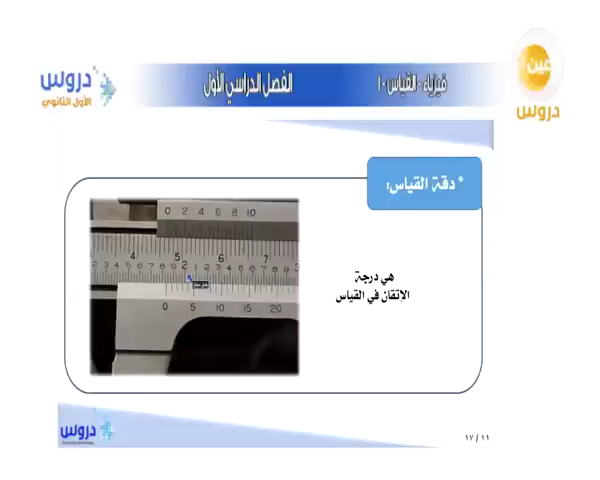 عين
دروس
فيزياء - القياس - ١
الفصل الدراسي الأول
دروس
الأول الثانوي
* دقة القياس:
هي درجة
الاتقان في القياس
0 2 4 6 8 10
4 5 6 7
0 5 10 15 20
دروس
١٧ / ١١